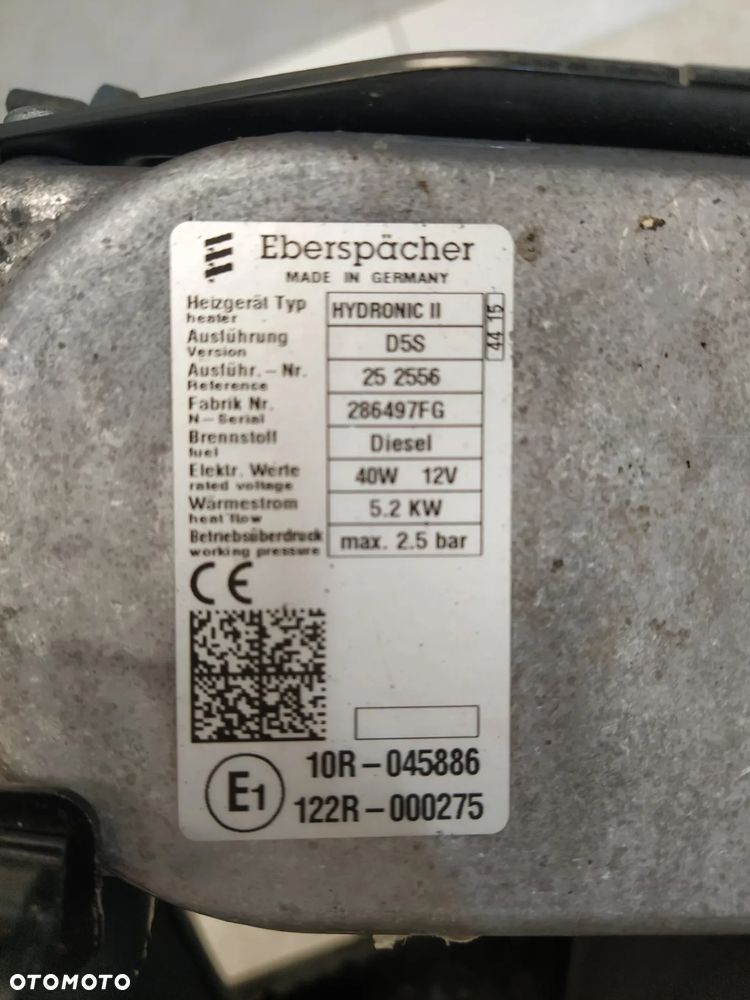 Eberspächer
MADE IN GERMANY
Heizgerät Typ HYDRONIC II 44 15
heater
Ausführung D5S
Version
Ausführ.-Nr. 25 2556
Reference
Fabrik Nr. 286497FG
N-Serial
Brennstoff Diesel
fuel
Elektr. Werte 40W 12V
rated voltage
Wärmestrom 5.2 KW
heat flow
Betriebsüberdruck max. 2.5 bar
working pressure
CE
E1 10R-045886
122R-000275
OTOMOTO